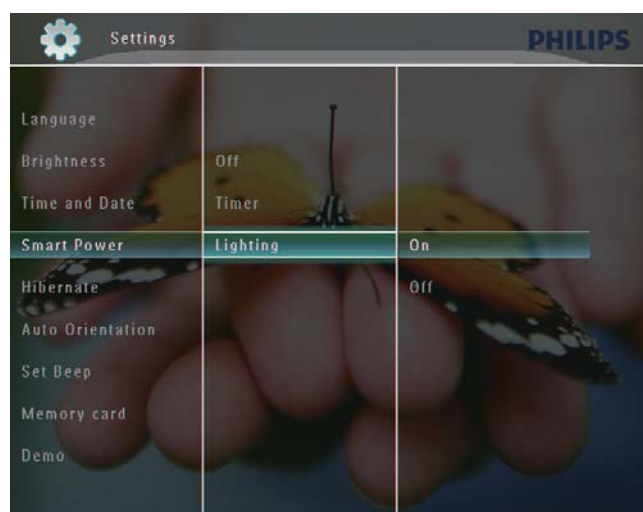 Settings
PHILIPS
Language
Brightness
Off
Time and Date
Timer
Smart Power
Lighting
On
Hibernate
Off
Auto Orientation
Set Beep
Memory card
Demo